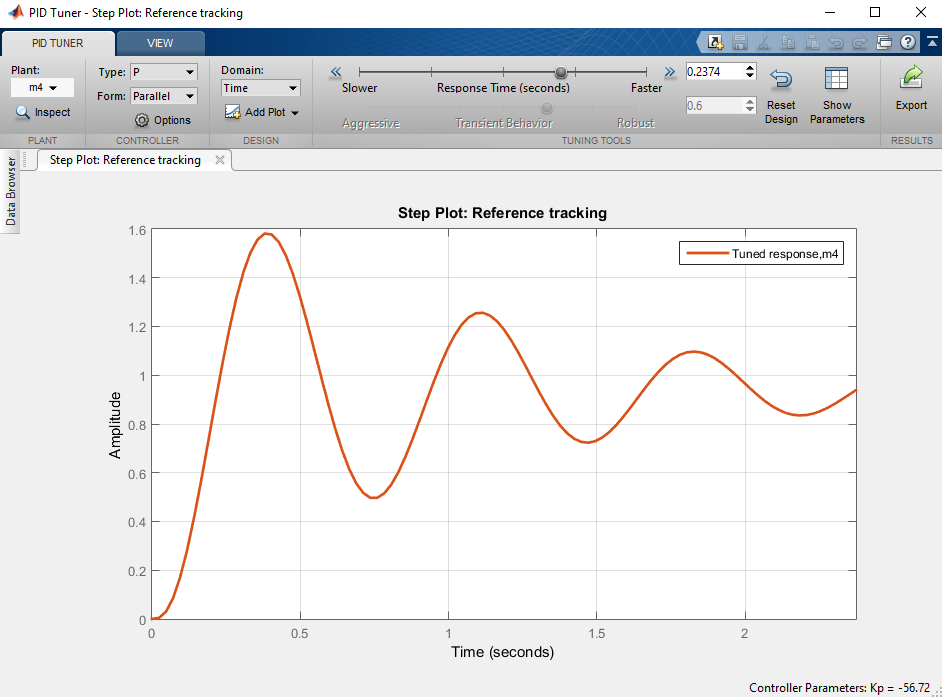 PID Tuner - Step Plot: Reference tracking
PID TUNER
VIEW
Plant:
m4
Inspect
PLANT
Type: P
Form: Parallel
Options
CONTROLLER
Domain:
Time
Add Plot
DESIGN
Slower
Response Time (seconds)
Faster
0.2374
Aggressive
Transient Behavior
Robust
0.6
TUNING TOOLS
Reset
Design
Show
Parameters
Export
RESULTS
Data Browser
Step Plot: Reference tracking
Step Plot: Reference tracking
Tuned response,m4
Amplitude
1.6
1.4
1.2
1
0.8
0.6
0.4
0.2
0
0
0.5
1
1.5
2
Time (seconds)
Controller Parameters: Kp = -56.72